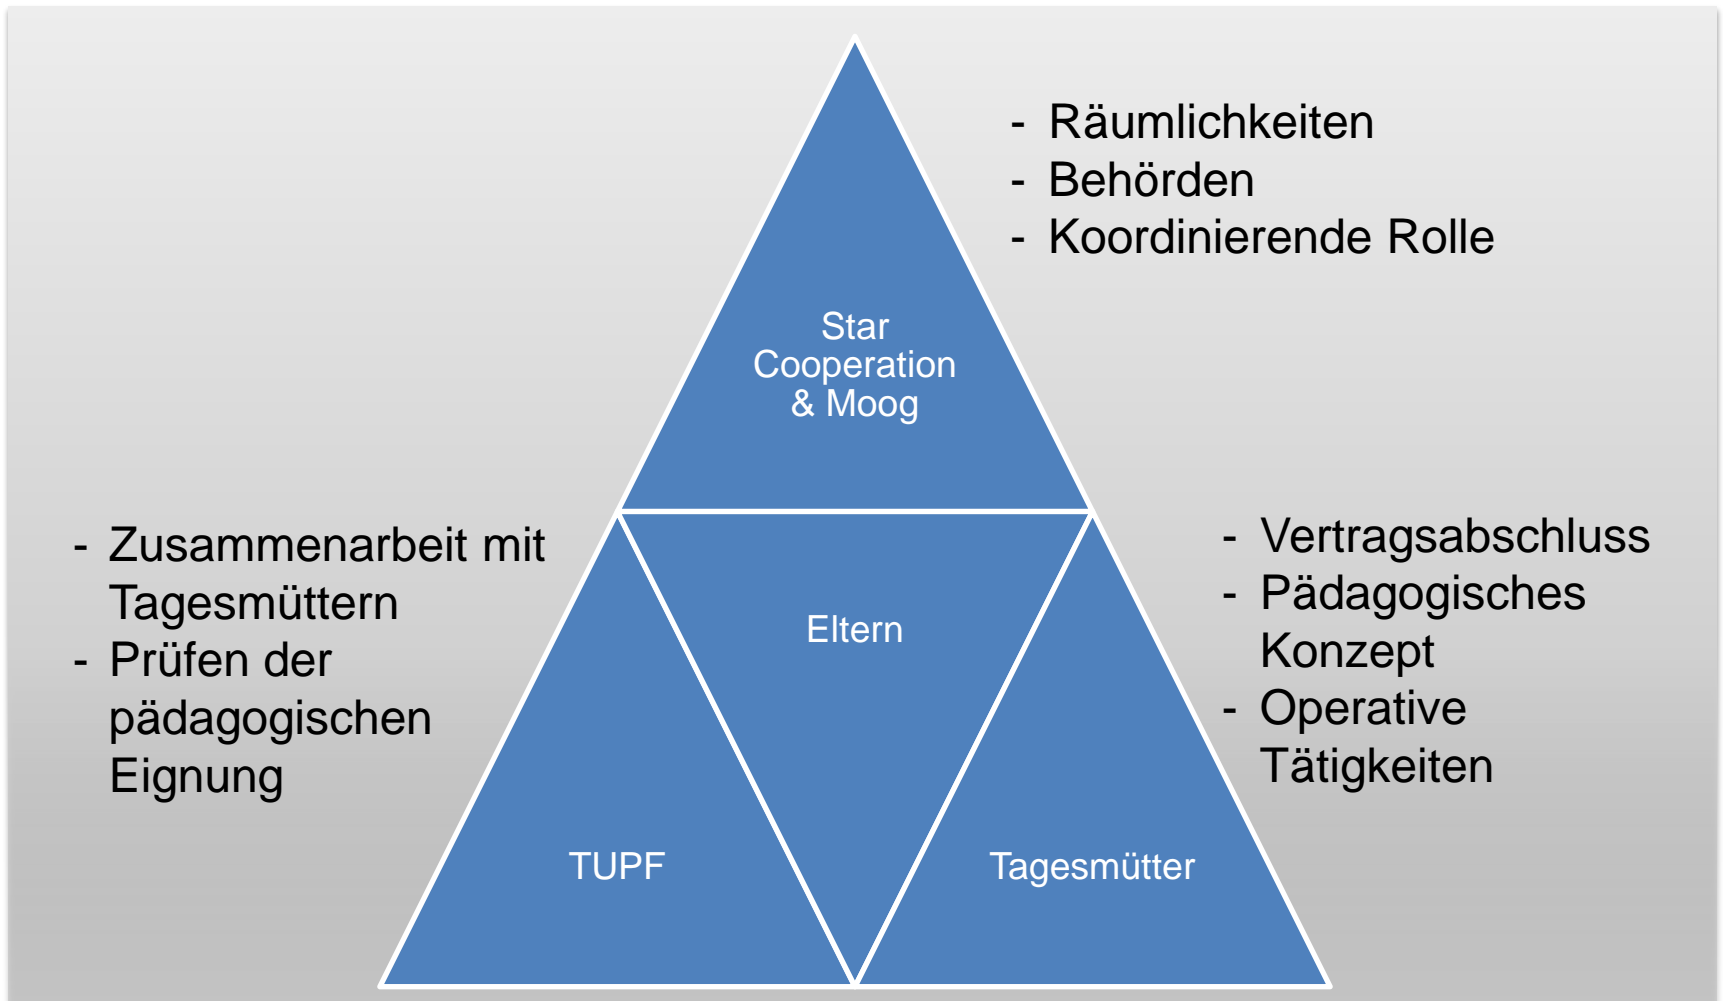 - Räumlichkeiten
- Behörden
- Koordinierende Rolle
Star
Cooperation
& Moog
- Zusammenarbeit mit
Tagesmüttern
- Prüfen der
pädagogischen
Eignung
Eltern
- Vertragsabschluss
- Pädagogisches
Konzept
- Operative
Tätigkeiten
TUPF
Tagesmütter